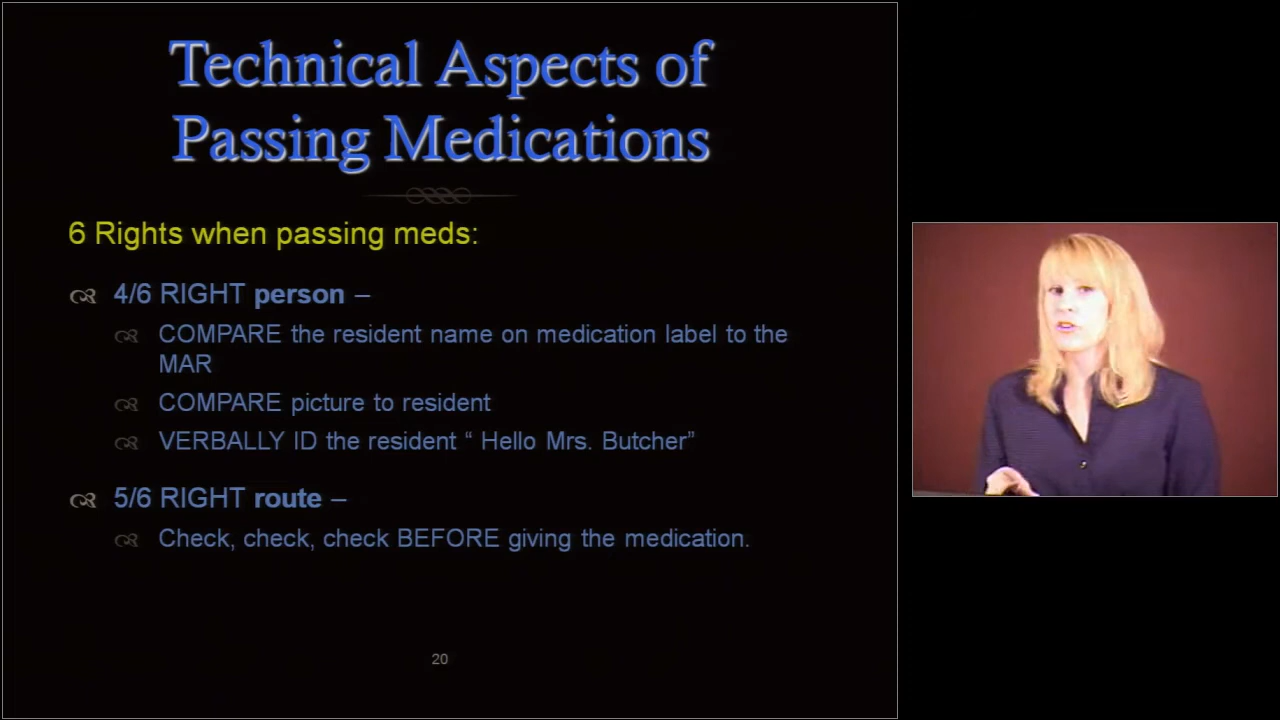 Technical Aspects of
Passing Medications
6 Rights when passing meds:
4/6 RIGHT person –
COMPARE the resident name on medication label to the
MAR
COMPARE picture to resident
VERBALLY ID the resident “ Hello Mrs. Butcher”
5/6 RIGHT route –
Check, check, check BEFORE giving the medication.
20